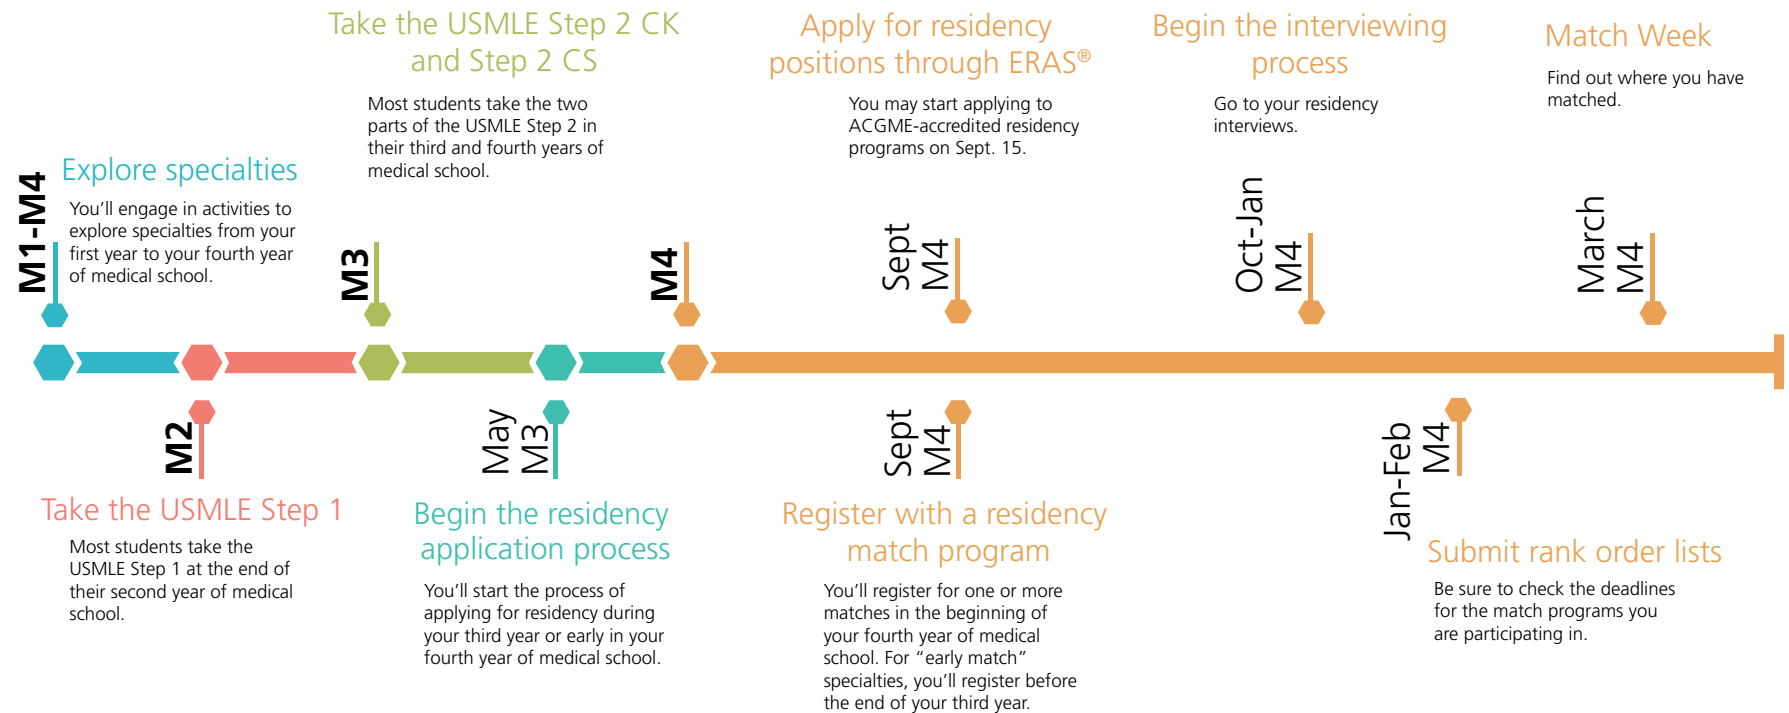 M1-M4
Explore specialties
You'll engage in activities to
explore specialties from your
first year to your fourth year
of medical school.
M2
Take the USMLE Step 1
Most students take the
USMLE Step 1 at the end of
their second year of medical
school.
Take the USMLE Step 2 CK
and Step 2 CS
Most students take the two
parts of the USMLE Step 2 in
their third and fourth years of
medical school.
M3
May
M3
Begin the residency
application process
You'll start the process of
applying for residency during
your third year or early in your
fourth year of medical school.
M4
Apply for residency
positions through ERAS®
You may start applying to
ACGME-accredited residency
programs on Sept. 15.
Sept
M4
Sept
M4
Register with a residency
match program
You'll register for one or more
matches in the beginning of
your fourth year of medical
school. For “early match”
specialties, you'll register before
the end of your third year.
Begin the interviewing
process
Go to your residency
interviews.
Oct-Jan
M4
Jan-Feb
M4
Submit rank order lists
Be sure to check the deadlines
for the match programs you
are participating in.
Match Week
Find out where you have
matched.
March
M4